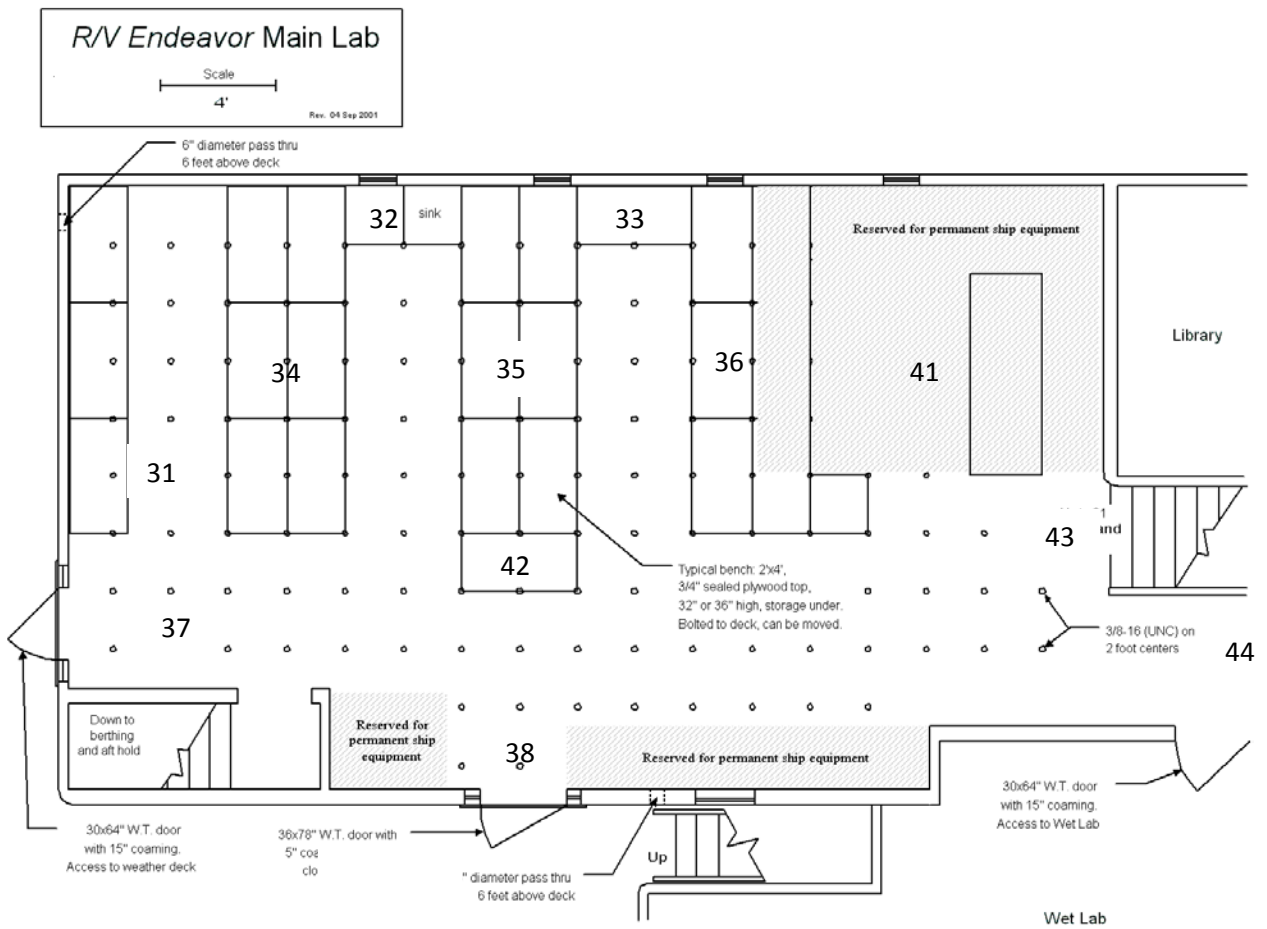 R/V Endeavor Main Lab
Scale
4'
Rev. 04 Sep 2001
6" diameter pass thru
6 feet above deck
32
sink
33
Reserved for permanent ship equipment
Library
34
35
36
41
31
43
and
42
Typical bench: 2'x4',
3/4" sealed plywood top,
32" or 36" high, storage under.
Bolted to deck, can be moved.
37
3/8-16 (UNC) on
2 foot centers
44
Down to
berthing
and aft hold
Reserved for
permanent ship
equipment
38
Reserved for permanent ship equipment
30x64" W.T. door
with 15" coaming.
Access to Wet Lab
30x64" W.T. door
with 15" coaming.
Access to weather deck
36x78" W.T. door with
5" coa
clo
" diameter pass thru
6 feet above deck
Up
Wet Lab